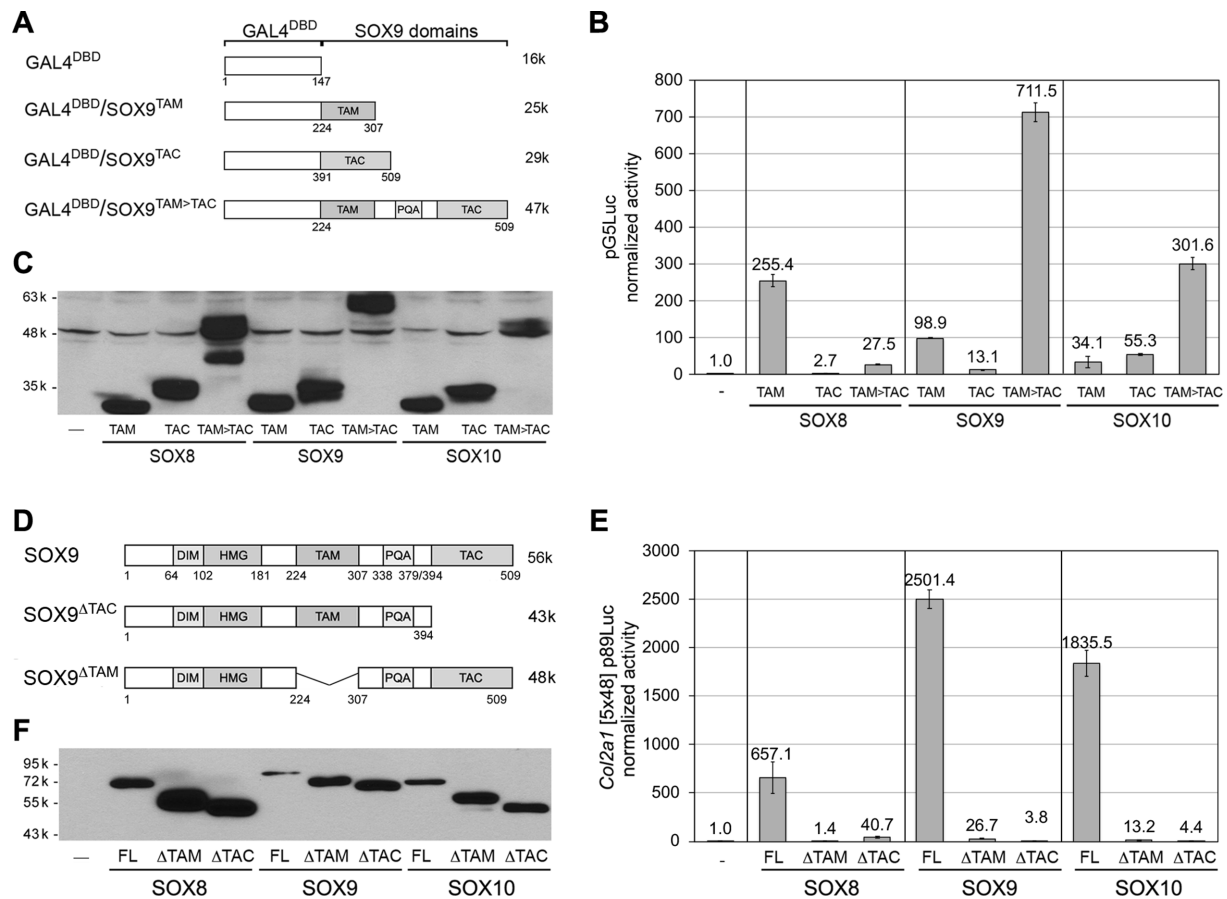 A
GAL4DBD SOX9 domains
GAL4DBD 16k
1 147
GAL4DBD/SOX9TAM TAM 25k
224 307
GAL4DBD/SOX9TAC TAC 29k
391 509
GAL4DBD/SOX9TAM>TAC TAM PQA TAC 47k
224 509
B
pG5Luc
normalized activity
800
700
600
500
400
300
200
100
0
1.0 255.4 2.7 27.5 98.9 13.1 711.5 34.1 55.3 301.6
- TAM TAC TAM>TAC TAM TAC TAM>TAC TAM TAC TAM>TAC
SOX8 SOX9 SOX10
C
63k -
48k -
35k -
— TAM TAC TAM>TAC TAM TAC TAM>TAC TAM TAC TAM>TAC
SOX8 SOX9 SOX10
D
SOX9 DIM HMG TAM PQA TAC 56k
1 64 102 181 224 307 338 379/394 509
SOX9ΔTAC DIM HMG TAM PQA 43k
1 394
SOX9ΔTAM DIM HMG PQA TAC 48k
1 224 307 509
E
Col2a1 [5x48] p89Luc
normalized activity
3000
2500
2000
1500
1000
500
0
1.0 657.1 1.4 40.7 2501.4 26.7 3.8 1835.5 13.2 4.4
- FL ΔTAM ΔTAC FL ΔTAM ΔTAC FL ΔTAM ΔTAC
SOX8 SOX9 SOX10
F
95k -
72k -
55k -
43k -
— FL ΔTAM ΔTAC FL ΔTAM ΔTAC FL ΔTAM ΔTAC
SOX8 SOX9 SOX10